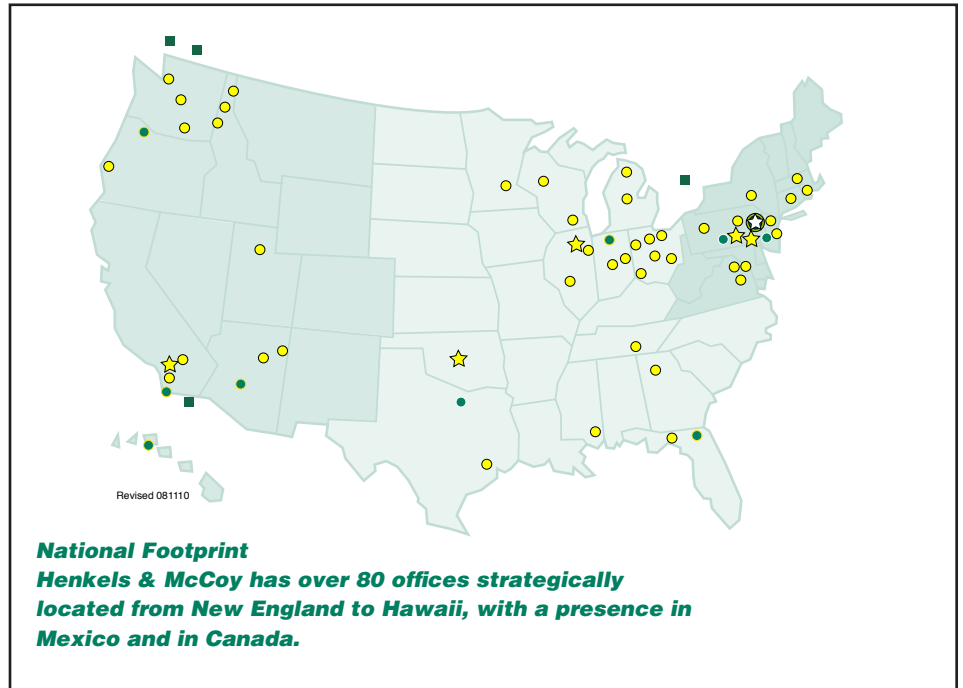 Revised 081110
National Footprint
Henkels & McCoy has over 80 offices strategically
located from New England to Hawaii, with a presence in
Mexico and in Canada.